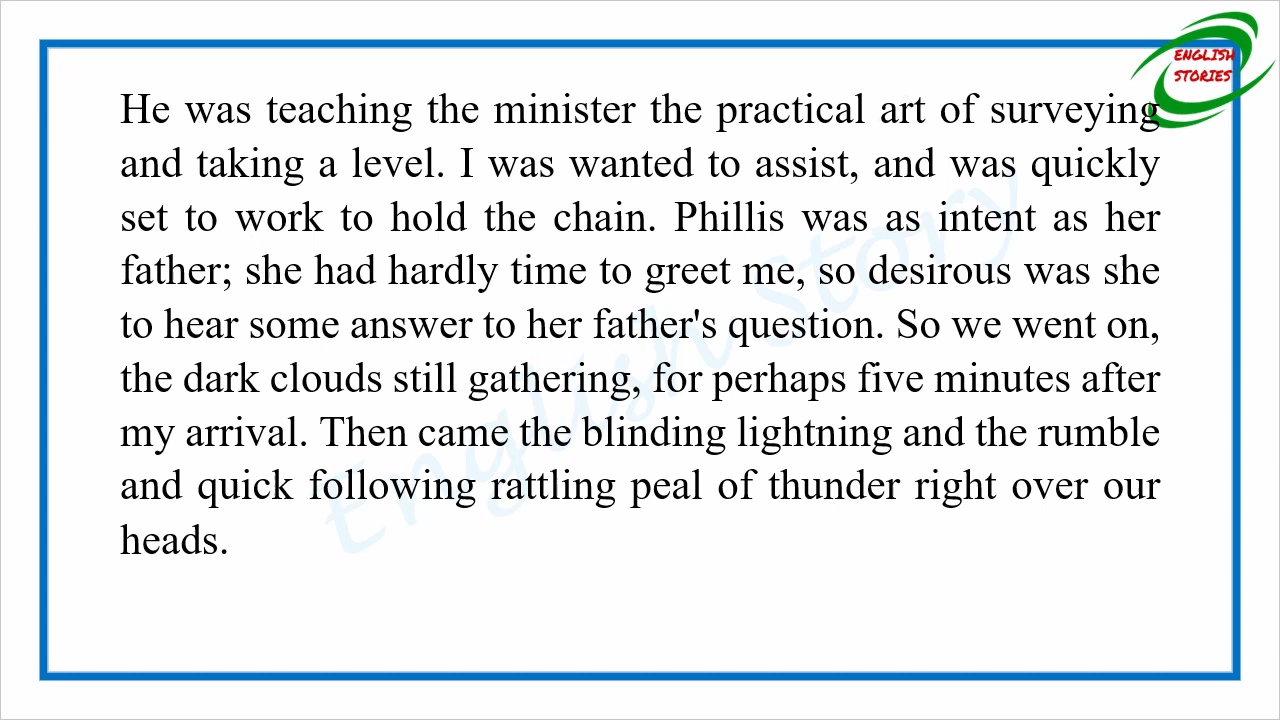 ENGLISH
STORIES
He was teaching the minister the practical art of surveying
and taking a level. I was wanted to assist, and was quickly
set to work to hold the chain. Phillis was as intent as her
father; she had hardly time to greet me, so desirous was she
to hear some answer to her father's question. So we went on,
the dark clouds still gathering, for perhaps five minutes after
my arrival. Then came the blinding lightning and the rumble
and quick following rattling peal of thunder right over our
heads.
English Story